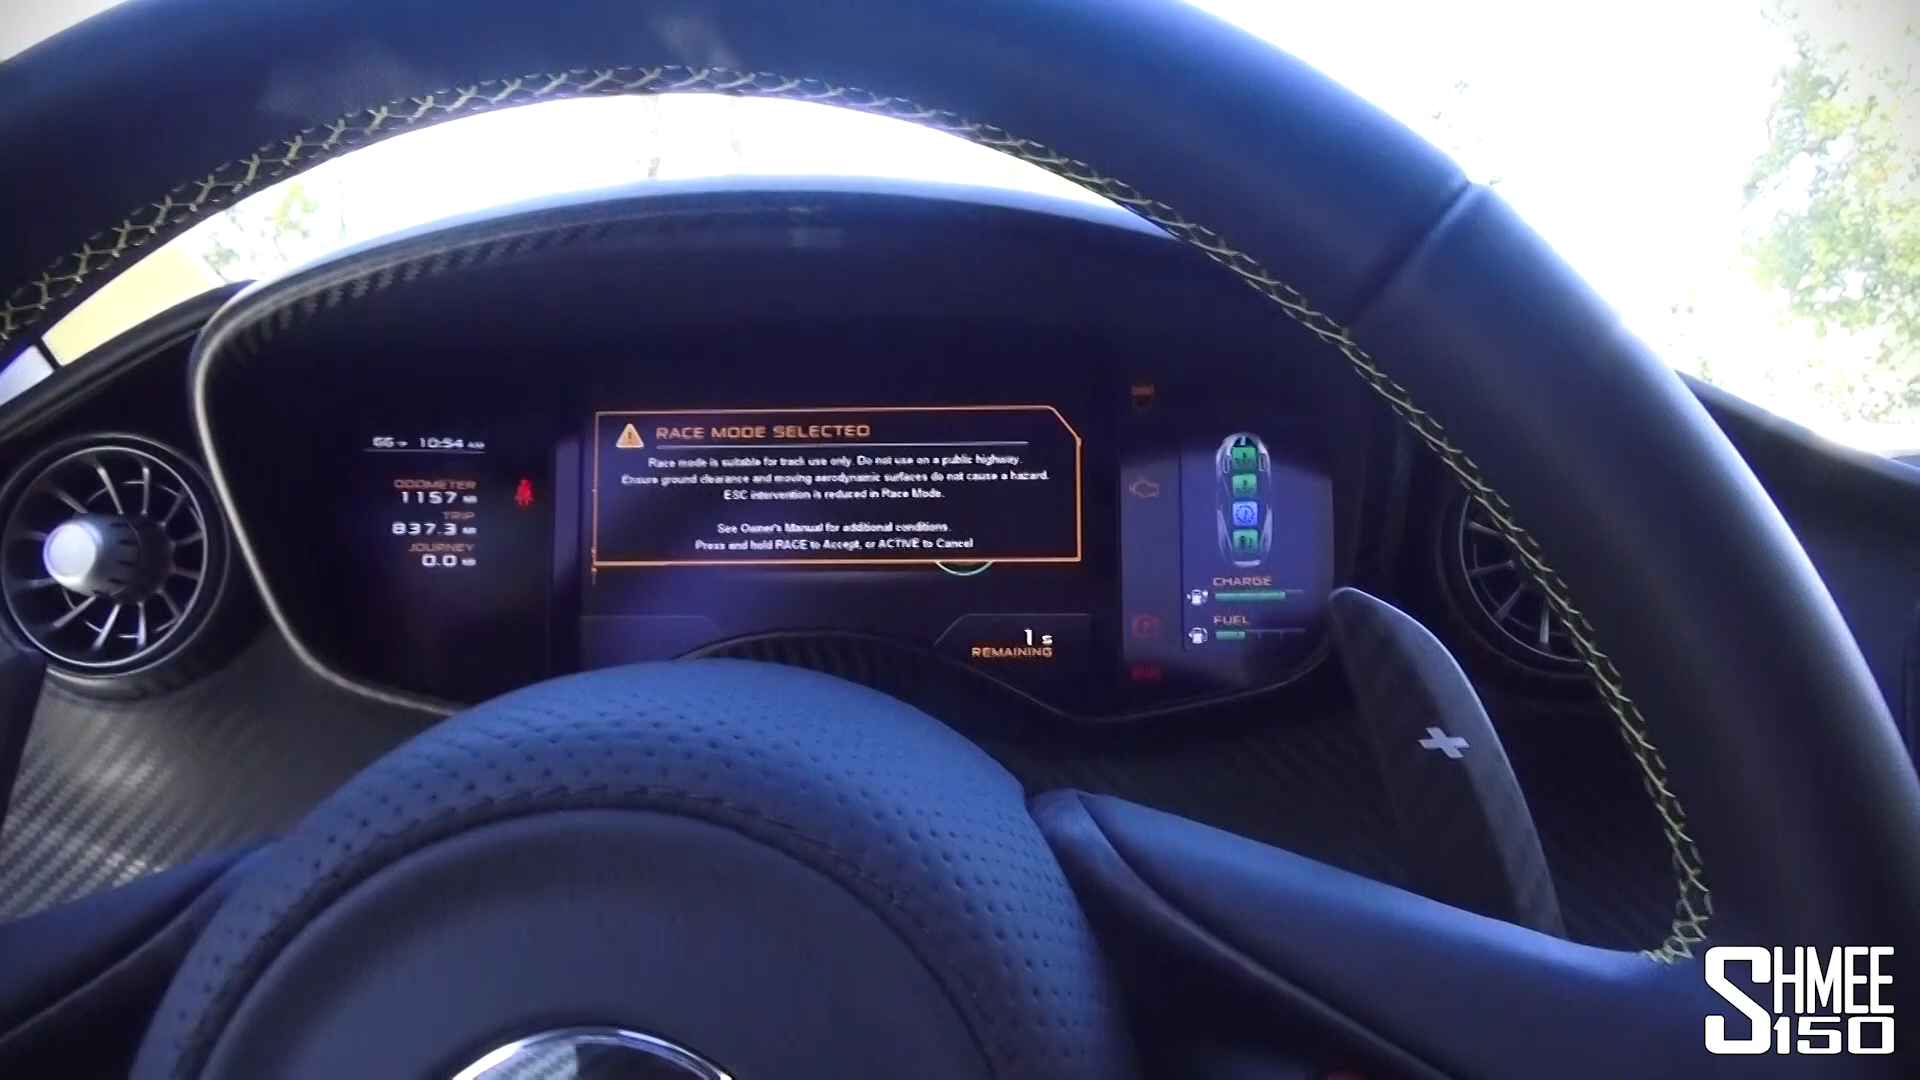 66 °F 10:54 AM
ODOMETER
1157
TRIP
837.3
JOURNEY
0.0
RACE MODE SELECTED
Race mode is suitable for track use only. Do not use on a public highway.
Ensure ground clearance and moving aerodynamic surfaces do not cause a hazard.
ESC intervention is reduced in Race Mode.
See Owner's Manual for additional conditions.
Press and hold RACE to Accept, or ACTIVE to Cancel
1 s
REMAINING
CHARGE
FUEL
SHMEE
150